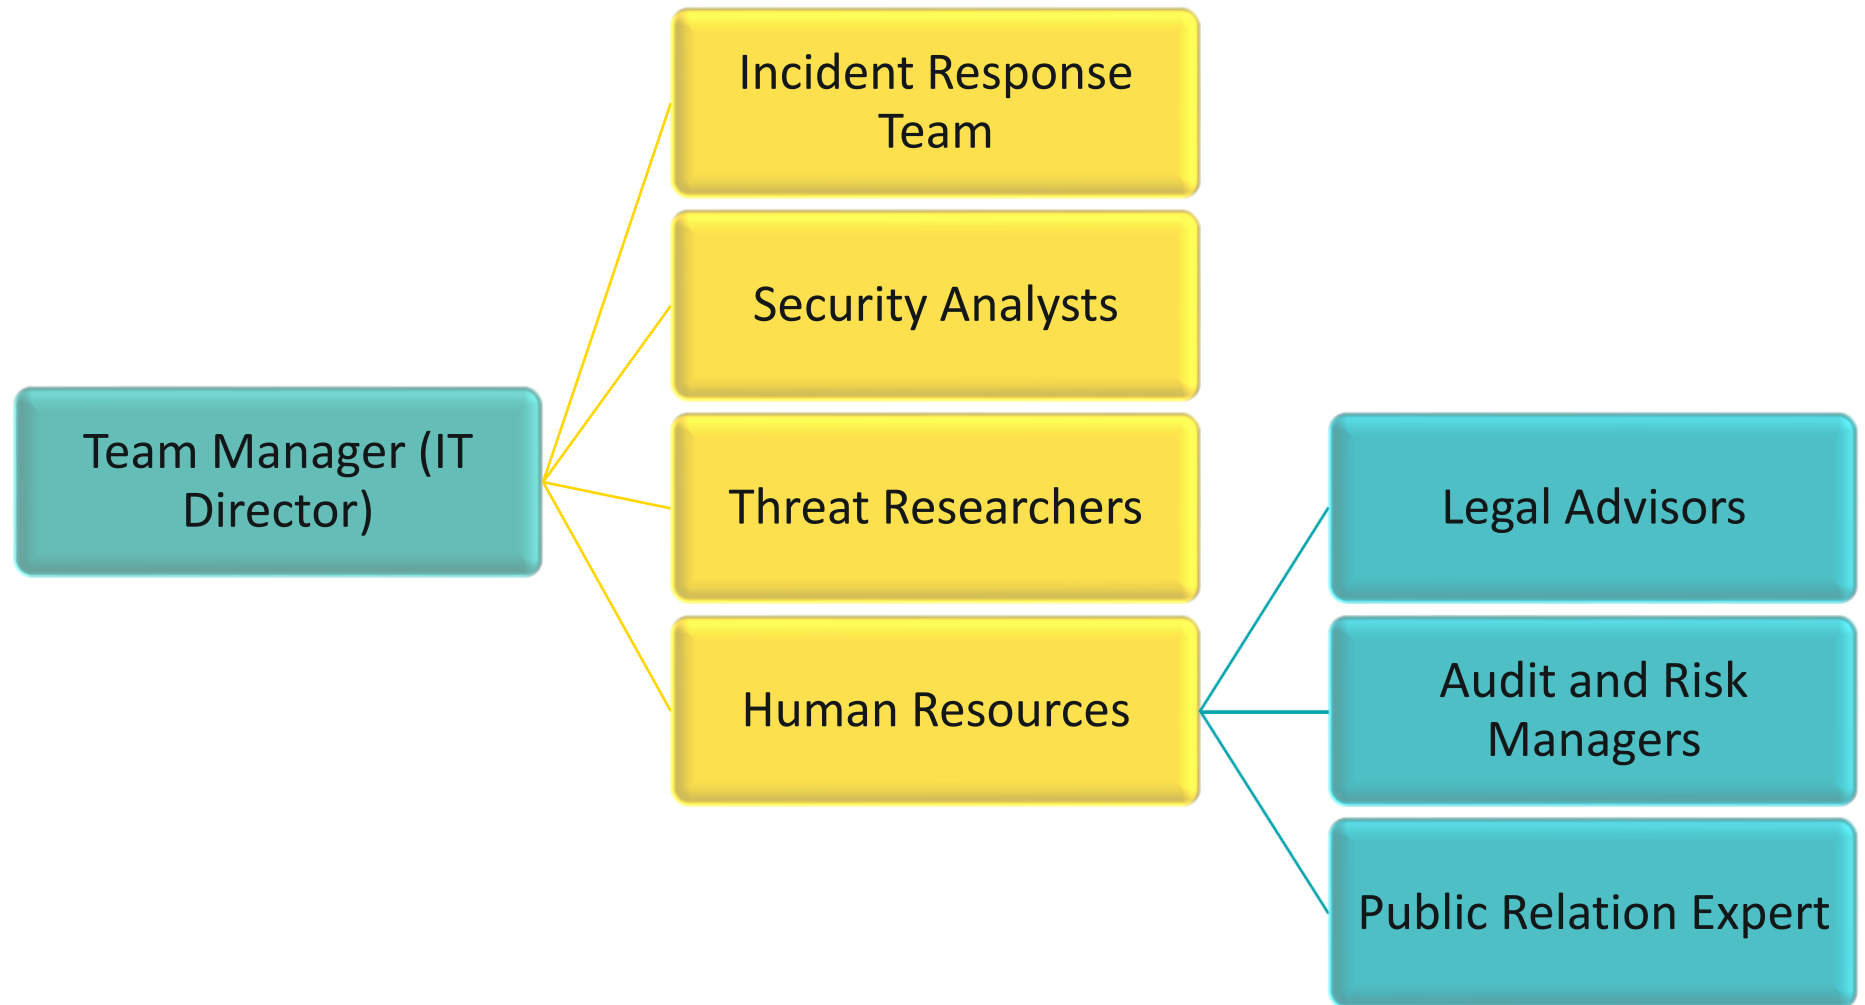 Incident Response
Team
Security Analysts
Team Manager (IT
Director)
Threat Researchers
Human Resources
Legal Advisors
Audit and Risk
Managers
Public Relation Expert